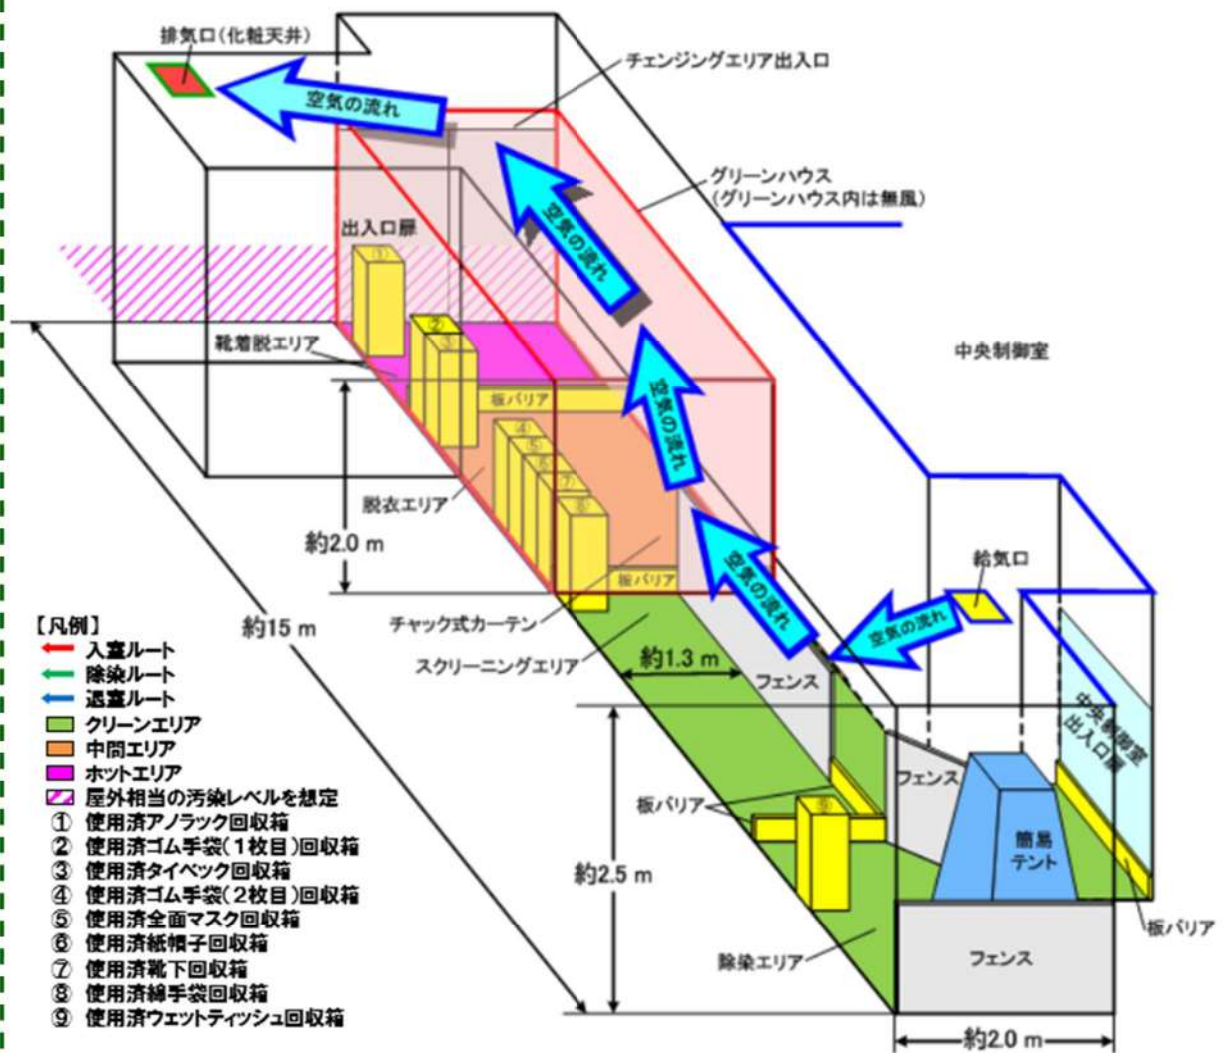 排気口(化粧天井)
チェンジングエリア出入口
空気の流れ
グリーンハウス
(グリーンハウス内は無風)
空気の流れ
出入口扉
①
②
③
靴着脱エリア
中央制御室
板バリア
空気の流れ
④
⑤
⑥
⑦
⑧
脱衣エリア
約2.0 m
板バリア
空気の流れ
給気口
空気の流れ
チャック式カーテン
スクリーニングエリア
約15 m
約1.3 m
フェンス
中央制御室
出入口扉
フェンス
板バリア
⑨
簡易
テント
約2.5 m
板バリア
除染エリア
フェンス
約2.0 m
【凡例】
入室ルート
除染ルート
退室ルート
クリーンエリア
中間エリア
ホットエリア
屋外相当の汚染レベルを想定
① 使用済アノラック回収箱
② 使用済ゴム手袋(1枚目)回収箱
③ 使用済タイベック回収箱
④ 使用済ゴム手袋(2枚目)回収箱
⑤ 使用済全面マスク回収箱
⑥ 使用済紙帽子回収箱
⑦ 使用済靴下回収箱
⑧ 使用済綿手袋回収箱
⑨ 使用済ウェットティッシュ回収箱